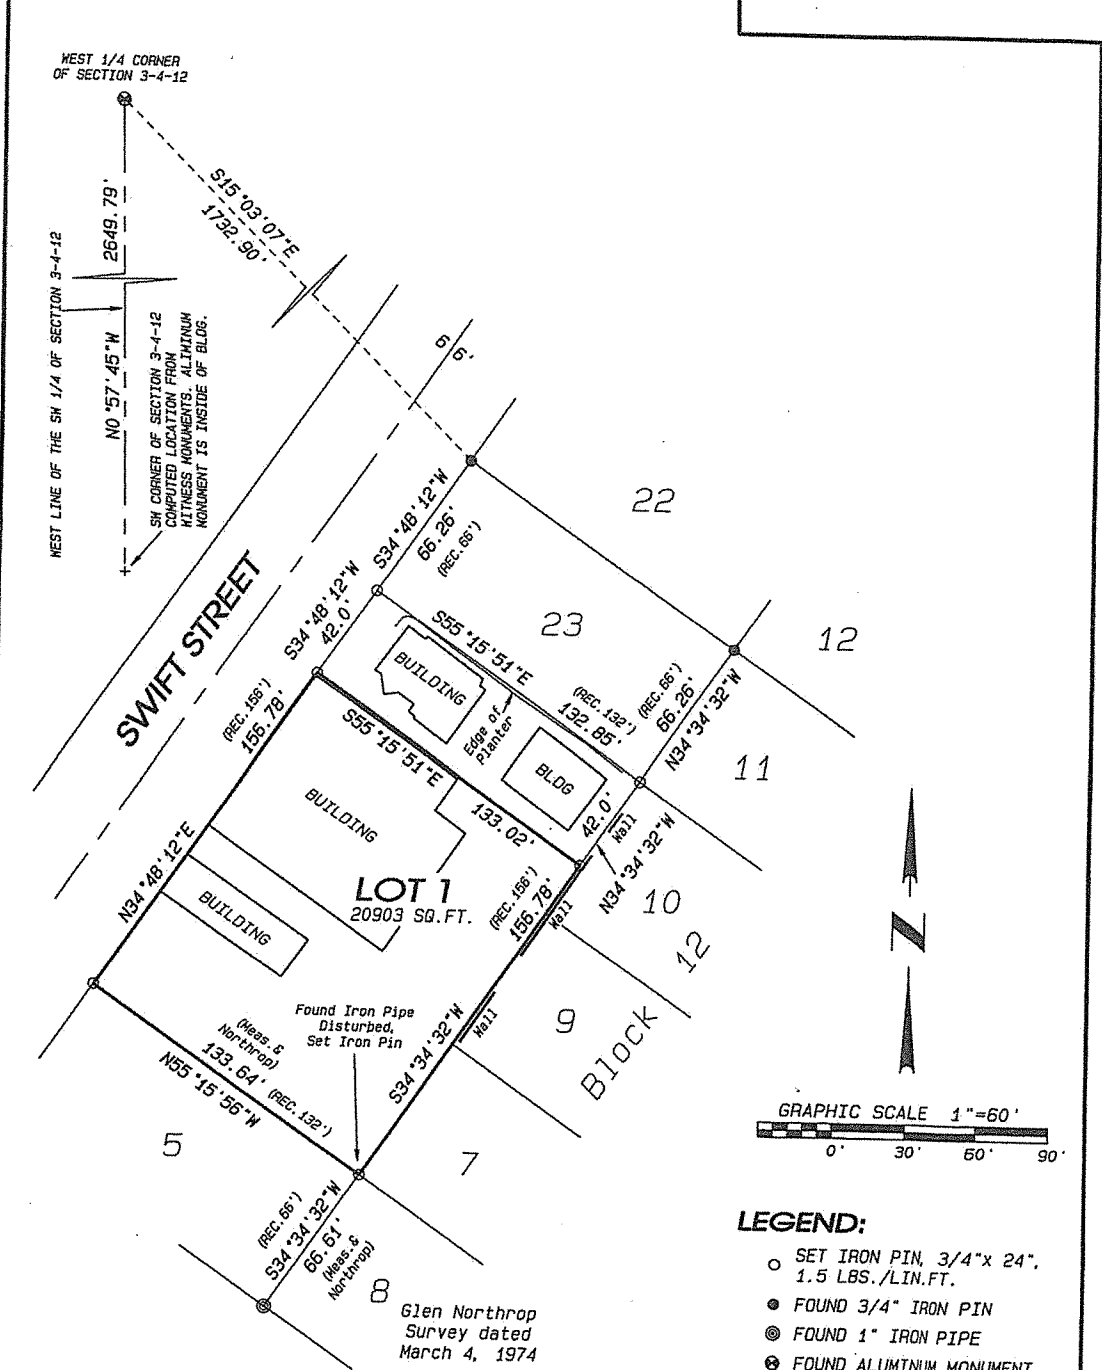 WEST 1/4 CORNER
OF SECTION 3-4-12
2649.79'
N0°57'45"W
WEST LINE OF THE SW 1/4 OF SECTION 3-4-12
SW CORNER OF SECTION 3-4-12
COMPUTED LOCATION FROM
WITNESS MONUMENTS. ALIMINUM
MONUMENT IS INSIDE OF BLDG.
S15°03'07"E
1732.90'
66'
SWIFT STREET
S34°48'12"W
66.26'
(REC.66')
S34°48'12"W
42.0'
22
23
12
11
10
9
7
5
8
Block 12
S55°15'51"E
(REC.132')
132.85'
(REC.66')
66.26'
N34°34'32"W
BUILDING
Edge of
Planter
BLDG
42.0'
Wall
N34°34'32"W
(REC.156')
156.78'
N34°48'12"E
S55°15'51"E
133.02'
BUILDING
LOT 1
20903 SQ.FT.
BUILDING
(REC.156')
156.78'
Wall
S34°34'32"W
Wall
Found Iron Pipe
Disturbed,
Set Iron Pin
(Meas.&
Northrop)
133.64' (REC.132')
N55°15'56"W
(REC.66')
S34°34'32"W
66.61'
(Meas.&
Northrop)
Glen Northrop
Survey dated
March 4, 1974
N
GRAPHIC SCALE 1"=60'
0' 30' 60' 90'
LEGEND:
SET IRON PIN, 3/4"x 24",
1.5 LBS./LIN.FT.
FOUND 3/4" IRON PIN
FOUND 1" IRON PIPE
FOUND ALUMINUM MONUMENT